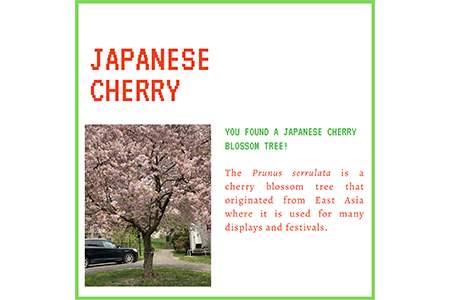 JAPANESE
CHERRY
YOU FOUND A JAPANESE CHERRY
BLOSSOM TREE!
The Prunus serrulata is a
cherry blossom tree that
originated from East Asia
where it is used for many
displays and festivals.